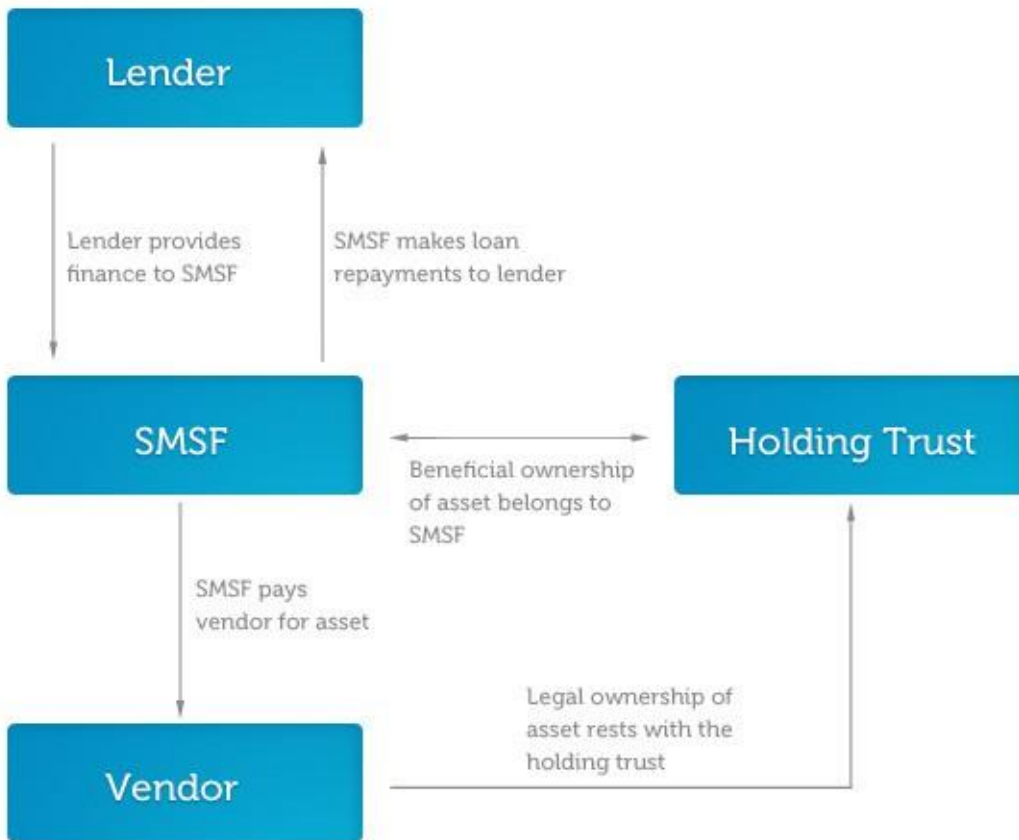 Lender
Lender provides
finance to SMSF
SMSF makes loan
repayments to lender
SMSF
Beneficial ownership
of asset belongs to
SMSF
Holding Trust
SMSF pays
vendor for asset
Legal ownership of
asset rests with the
holding trust
Vendor